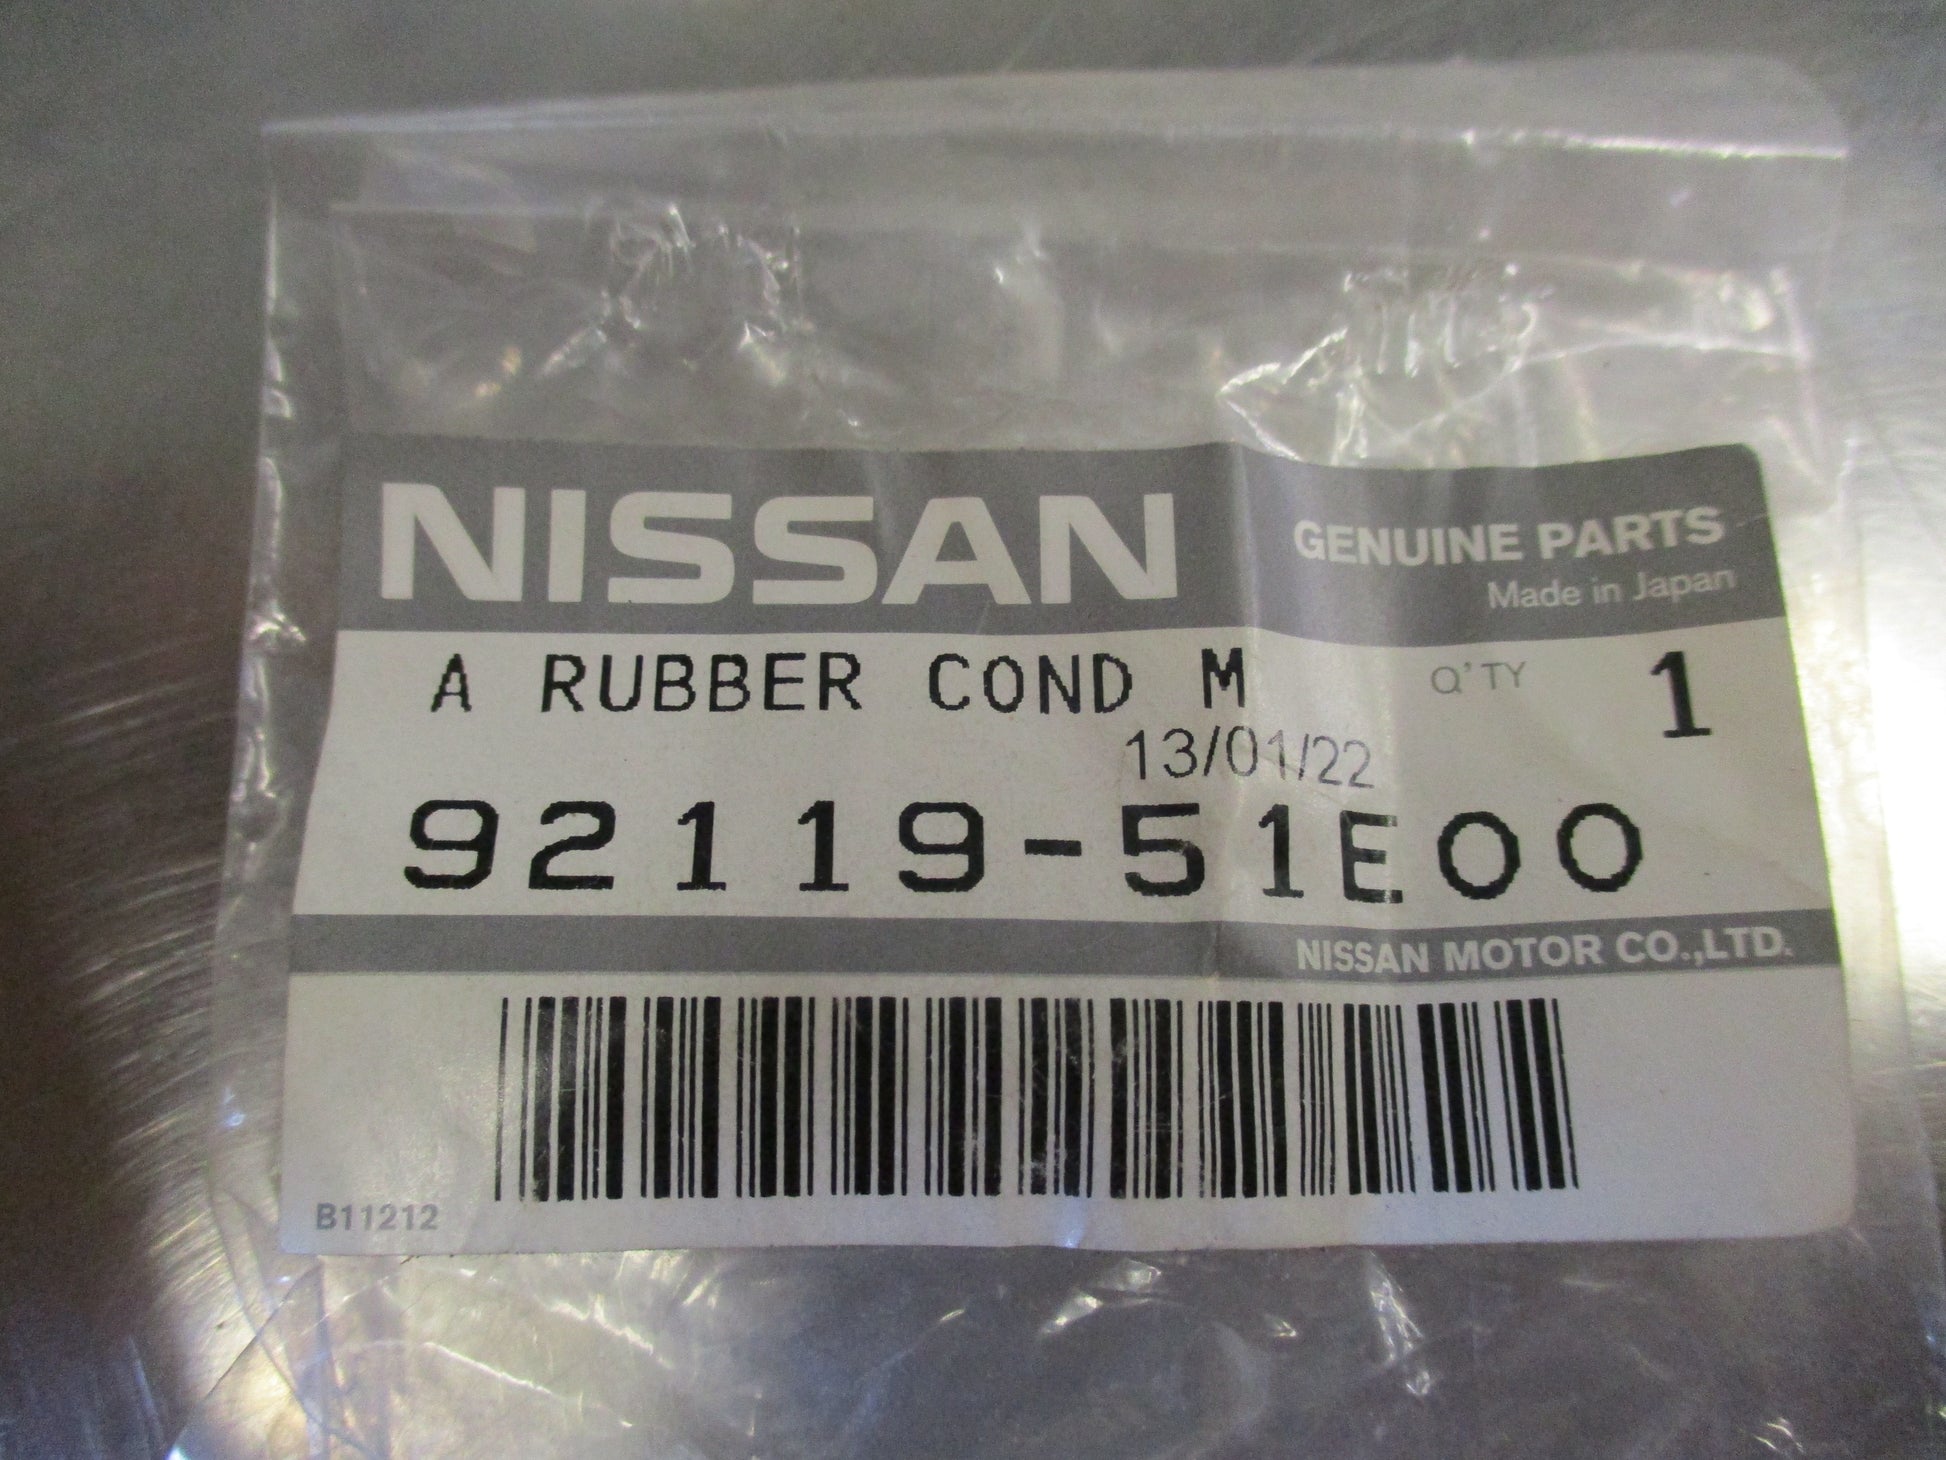 NISSAN
GENUINE PARTS
Made in Japan
A RUBBER COND M
Q'TY 1
13/01/22
92119-51E00
NISSAN MOTOR CO.,LTD.
B11212